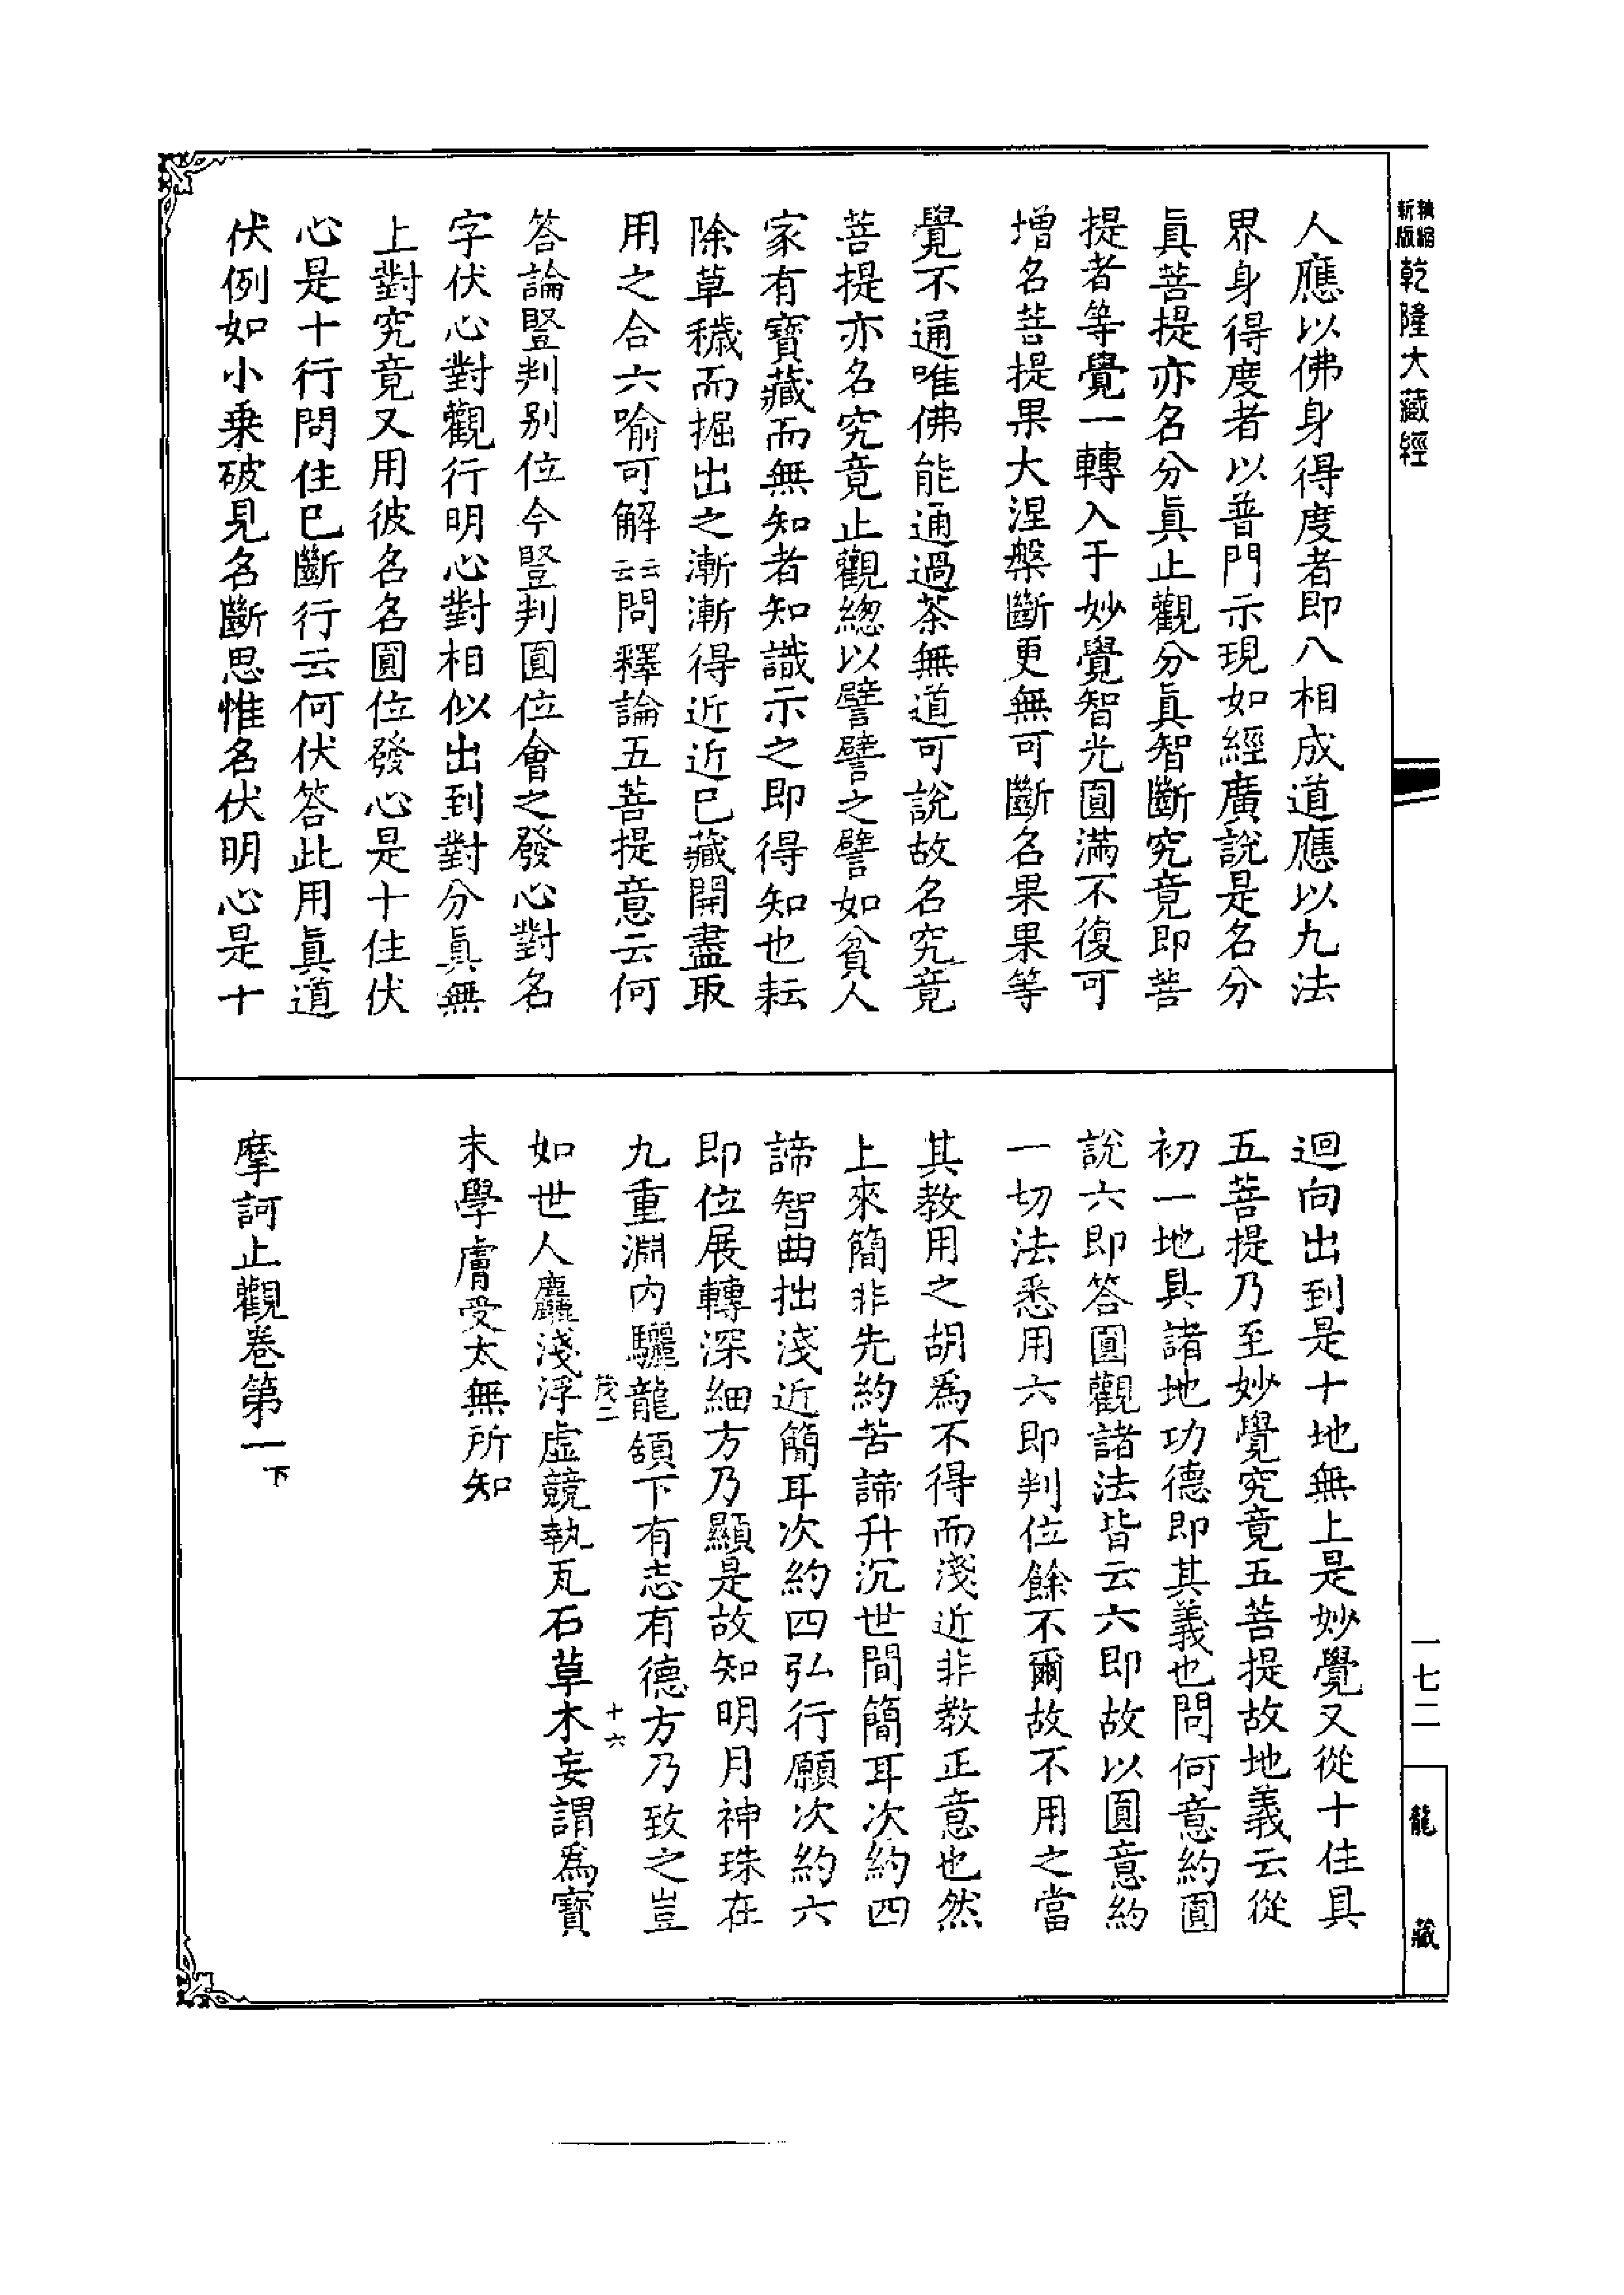 新版精縮乾隆大藏經
人應以佛身得度者即八相成道應以九法
界身得度者以普門示現如經廣說是名分
眞菩提亦名分眞止觀分眞智斷究竟即菩
提者等覺一轉入于妙覺智光圓滿不復可
增名菩提果大涅槃斷更無可斷名果果等
覺不通唯佛能通過茶無道可說故名究竟
菩提亦名究竟止觀總以譬譬之譬如貧人
家有寶藏而無知者知識示之即得知也耘
除草穢而掘出之漸漸得近近已藏開盡取
用之合六喻可解云云問釋論五菩提意云何
答論豎判别位今豎判圓位會之發心對名
字伏心對觀行明心對相似出到對分眞無
上對究竟又用彼名名圓位發心是十住伏
心是十行問住已斷行云何伏答此用眞道
伏例如小乗破見名斷思惟名伏明心是十
迴向出到是十地無上是妙覺又從十住具
五菩提乃至妙覺究竟五菩提故地義云從
初一地具諸地功德即其義也問何意約圓
說六即答圓觀諸法皆云六即故以圓意約
一切法悉用六即判位餘不爾故不用之當
其教用之胡爲不得而淺近非教正意也然
上來簡非先約苦諦升沉世間簡耳次約四
諦智曲拙淺近簡耳次約四弘行願次約六
即位展轉深細方乃顯是故知明月神珠在
九重淵内驪龍頷下有志有德方乃致之豈
茂二
十六
如世人麤淺浮虛競執瓦石草木妄謂爲寳
末學膚受太無所知
摩訶止觀卷第一下
一七二
龍藏